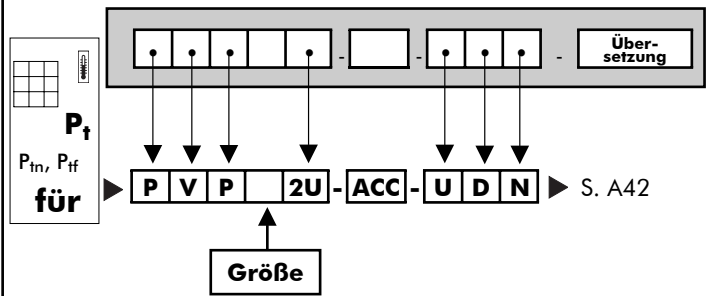 Über-
setzung
- - -
Pt
Ptn, Ptf
für
P V P 2U - ACC - U D N S. A42
Größe